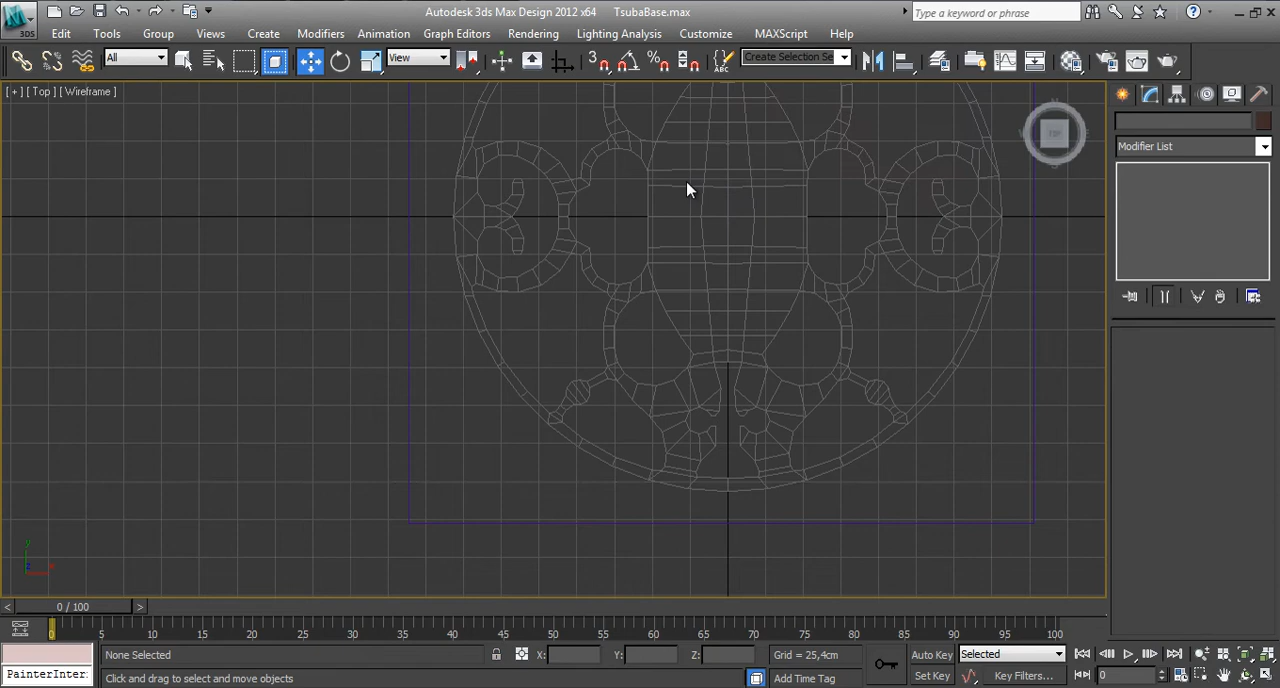 Autodesk 3ds Max Design 2012 x64 TsubaBase.max
Type a keyword or phrase
3DS
Edit Tools Group Views Create Modifiers Animation Graph Editors Rendering Lighting Analysis Customize MAXScript Help
All View 3 Create Selection Se
ABC
[ + ] [ Top ] [ Wireframe ]
TOP
Modifier List
y
x
z
< 0 / 100 >
0 5 10 15 20 25 30 35 40 45 50 55 60 65 70 75 80 85 90 95 100
None Selected X: Y: Z: Grid = 25,4cm Auto Key Selected
PainterInter: Click and drag to select and move objects Add Time Tag Set Key Key Filters... 0